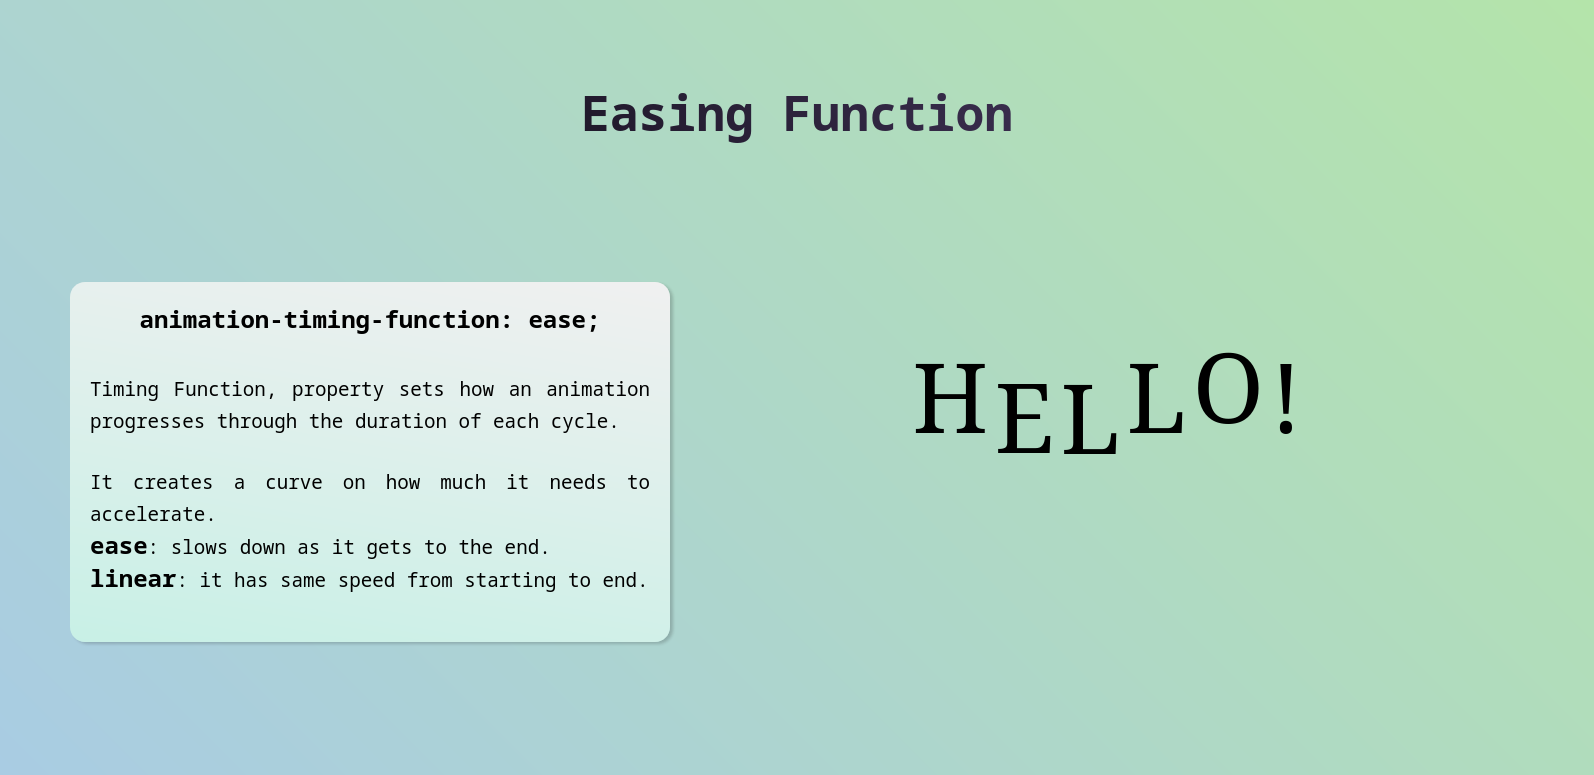 Easing Function
animation-timing-function: ease;
Timing Function, property sets how an animation
progresses through the duration of each cycle.
It creates a curve on how much it needs to
accelerate.
ease: slows down as it gets to the end.
linear: it has same speed from starting to end.
HELLO!